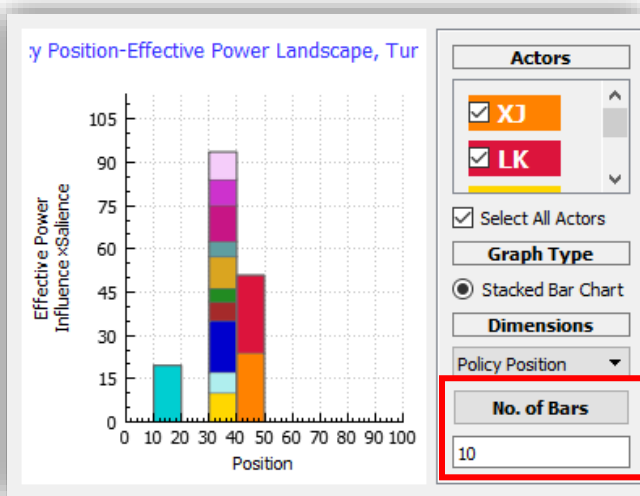 :y Position-Effective Power Landscape, Tur
105
90
75
60
45
30
15
0
Effective Power
Influence ×Salience
0 10 20 30 40 50 60 70 80 90 100
Position
Actors
XJ
LK
Select All Actors
Graph Type
Stacked Bar Chart
Dimensions
Policy Position
No. of Bars
10